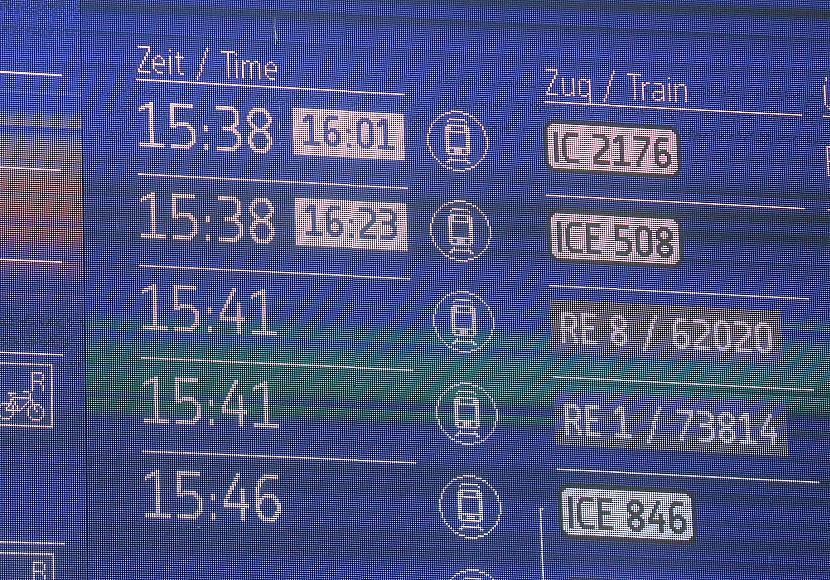 Zeit / Time Zug / Train
15:38 16:01 IC 2176
15:38 16:23 ICE 508
15:41 RE 8 / 62020
R
15:41 RE 1 / 73814
15:46 ICE 846
R